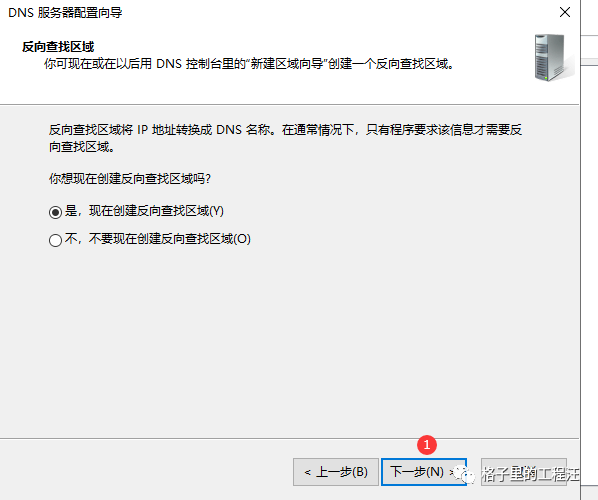 DNS 服务器配置向导
反向查找区域
你可现在或在以后用 DNS 控制台里的“新建区域向导”创建一个反向查找区域。
反向查找区域将 IP 地址转换成 DNS 名称。在通常情况下，只有程序要求该信息才需要反
向查找区域。
你想现在创建反向查找区域吗?
是，现在创建反向查找区域(Y)
不，不要现在创建反向查找区域(O)
1
< 上一步(B)
下一步(N) >
格子里的工程汪